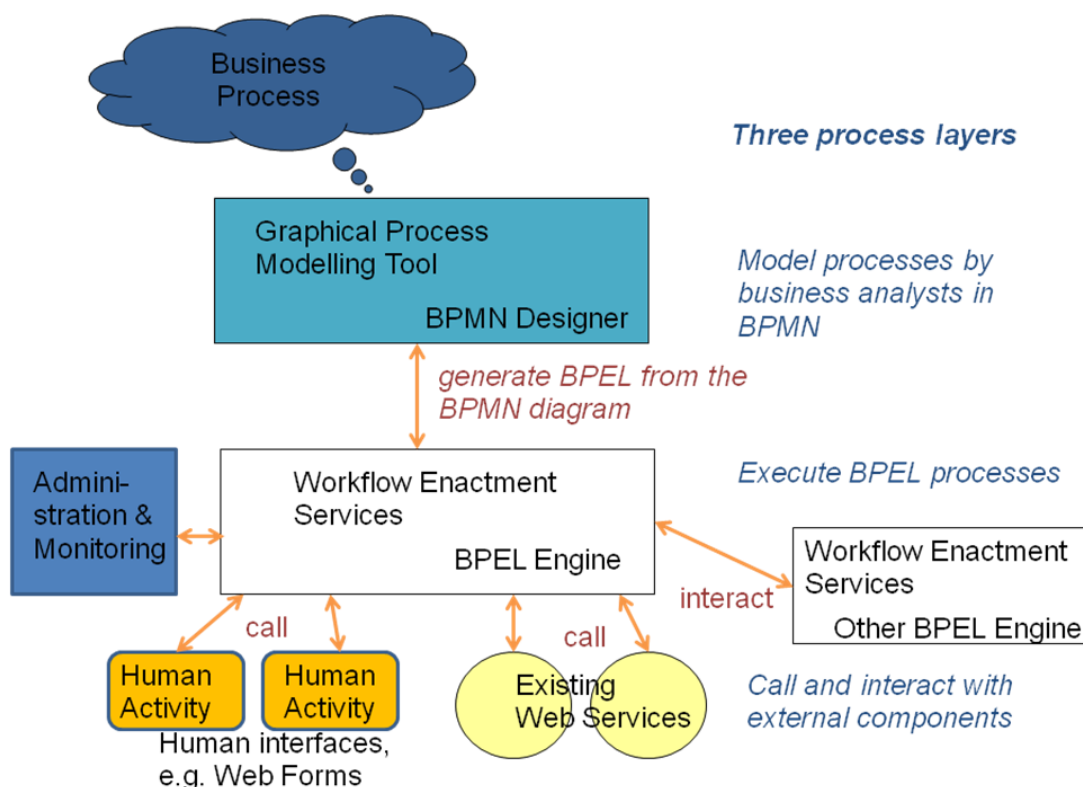 Business
Process
Three process layers
Graphical Process
Modelling Tool
BPMN Designer
Model processes by
business analysts in
BPMN
generate BPEL from the
BPMN diagram
Admini-
stration &
Monitoring
Workflow Enactment
Services
BPEL Engine
Execute BPEL processes
Workflow Enactment
Services
Other BPEL Engine
interact
call
call
Human
Activity
Human
Activity
Human interfaces,
e.g. Web Forms
Existing
Web Services
Call and interact with
external components